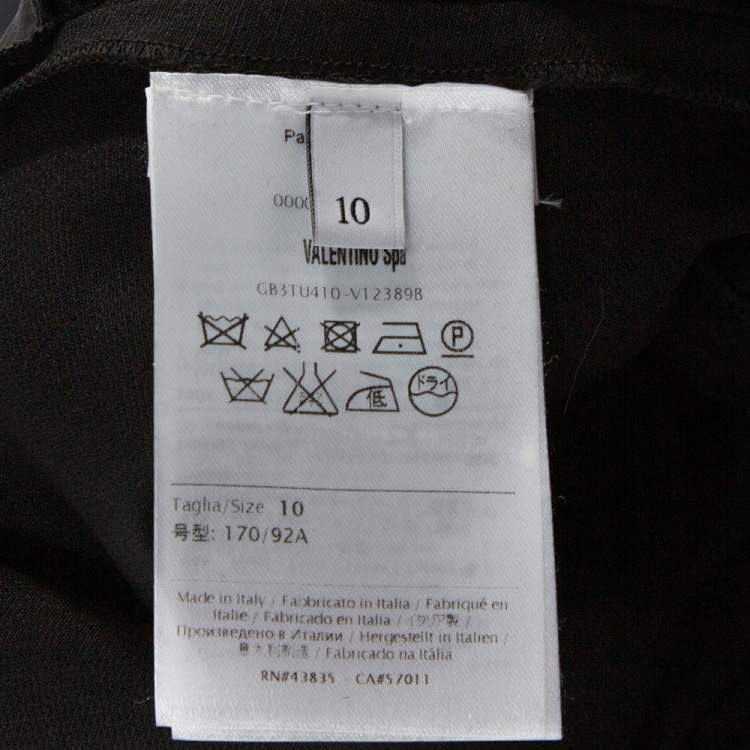 Pa
0000
10
VALENTINO SpA
GB3TU410-V12389B
P
低 ドライ
Taglia/Size 10
号型: 170/92A
Made in Italy / Fabbricato in Italia / Fabriqué en
Italie / Fabricado en Italia / イタリア製 /
Произведено в Италии / Hergestellt in Italien /
意大利制造 / Fabricado na Itália
RN#43835 - CA#57011